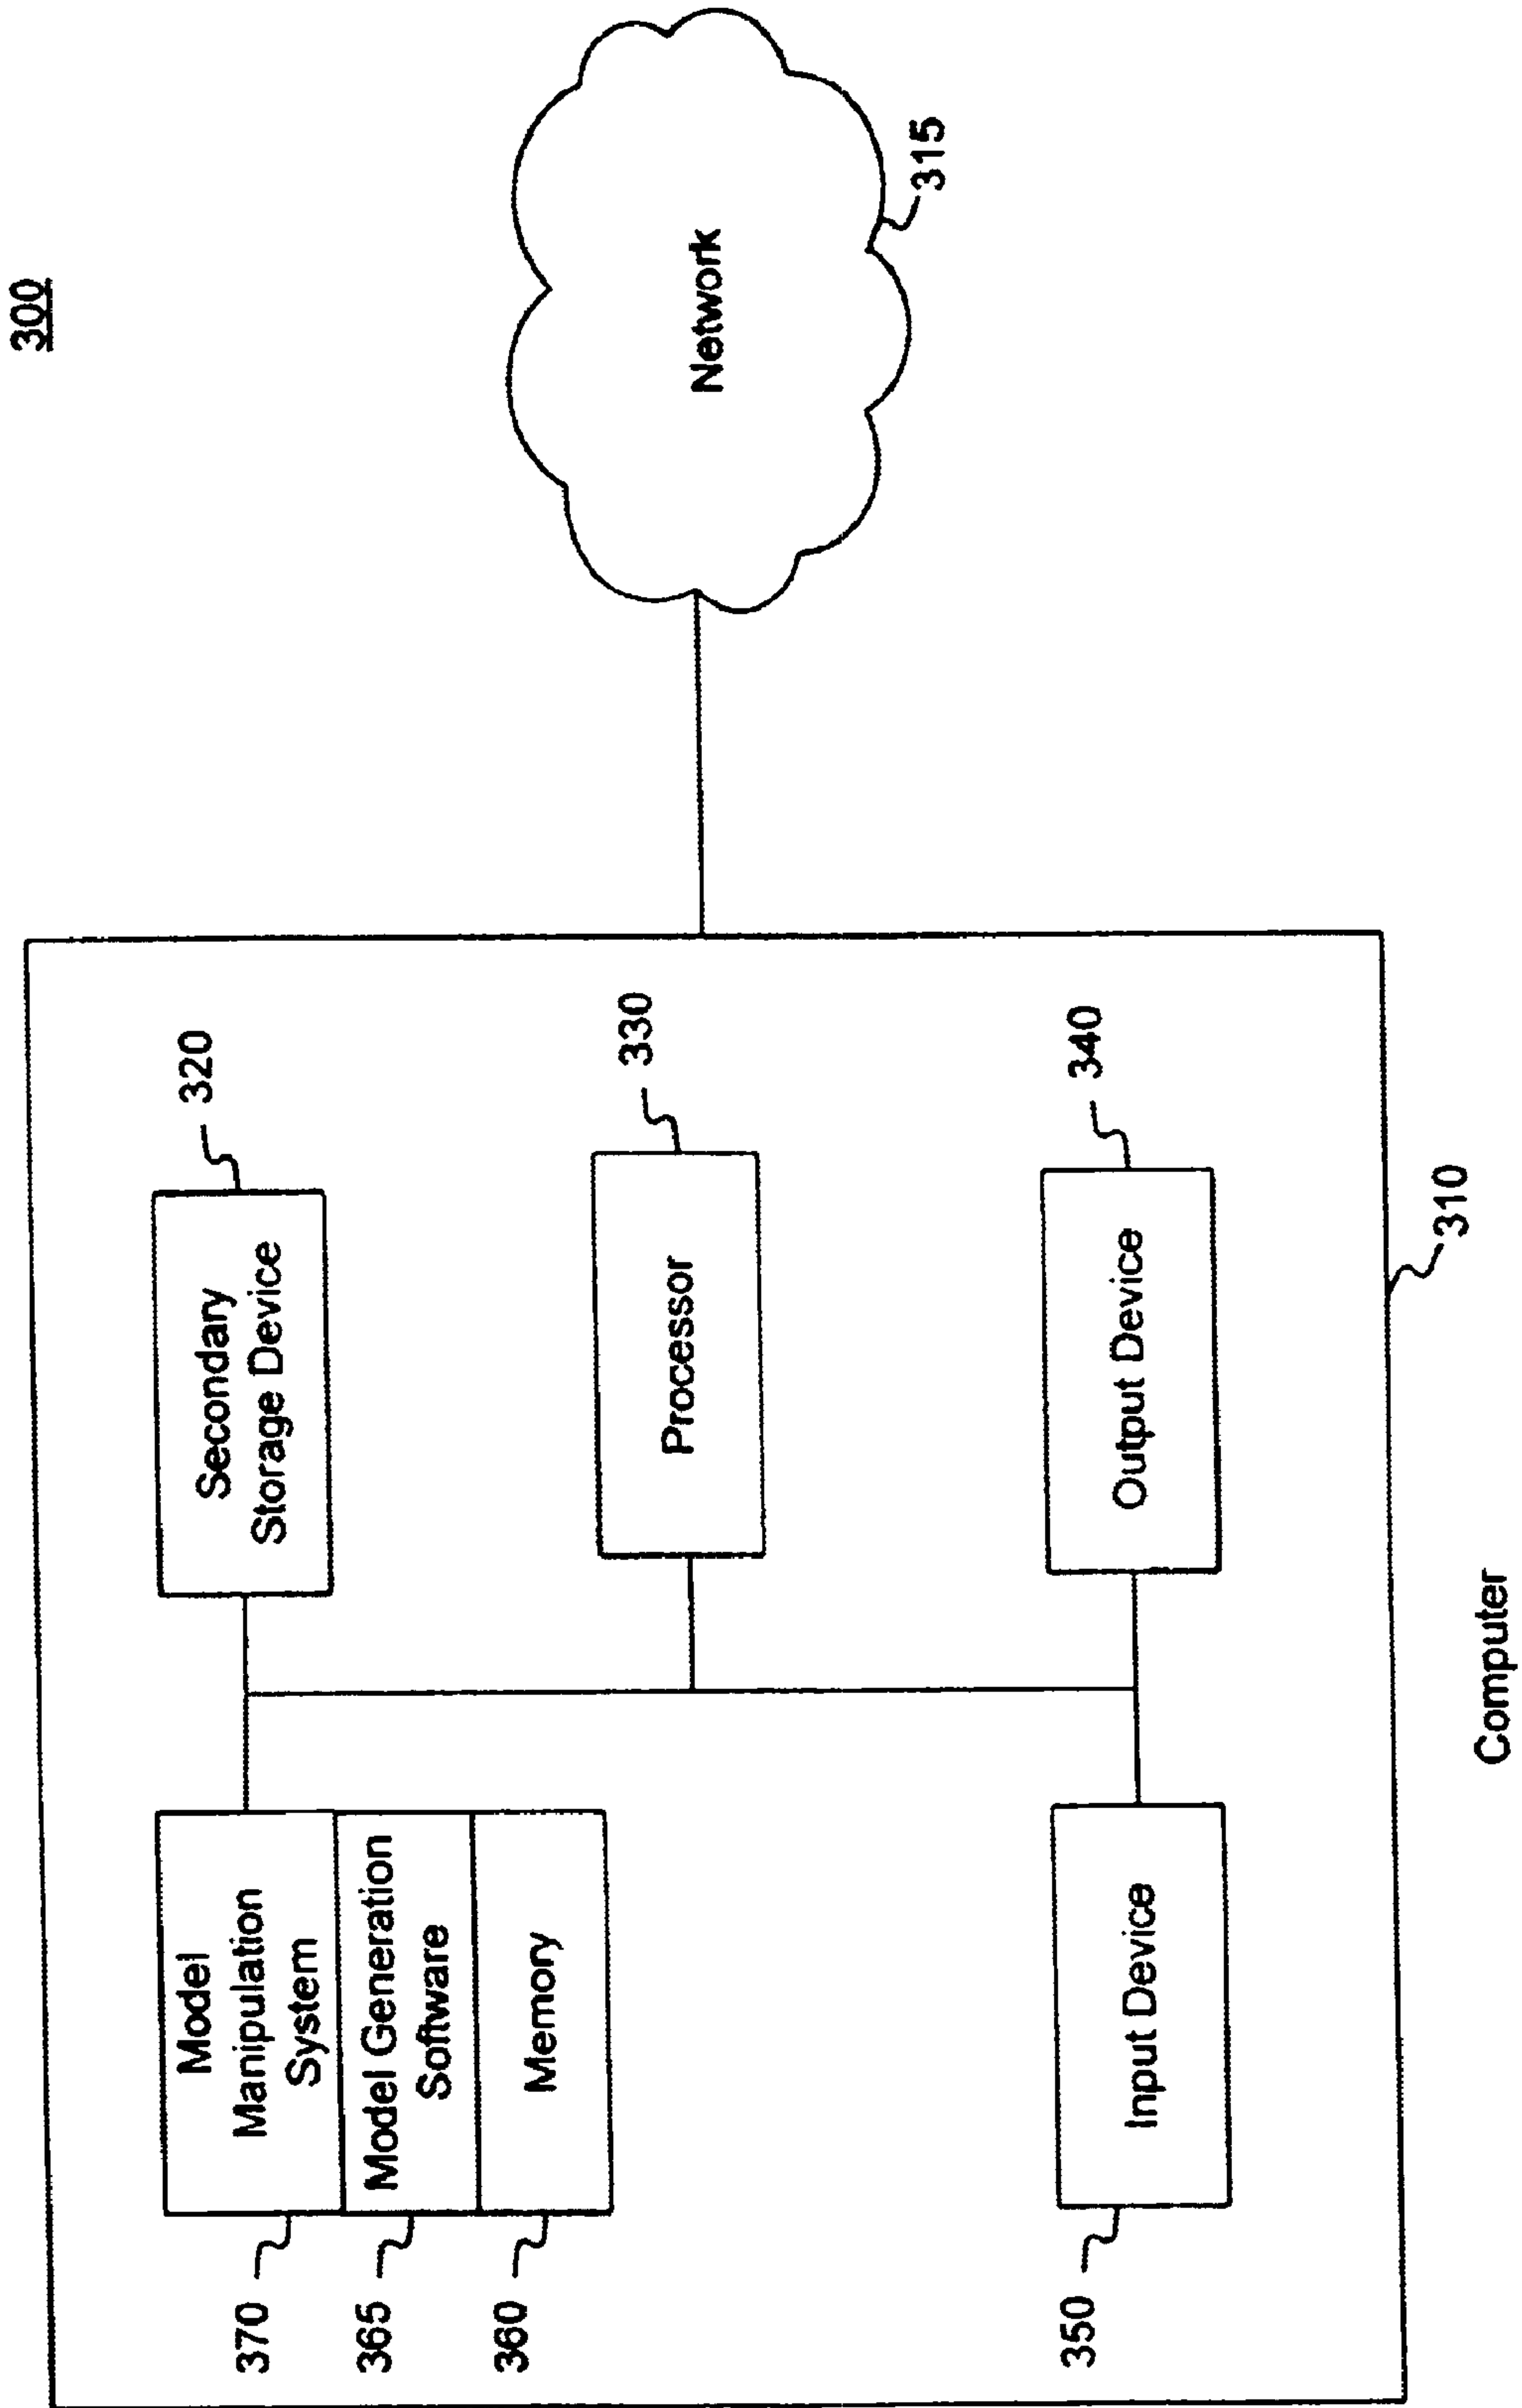 300
370
Model
Manipulation
System
365
Model Generation
Software
360
Memory
Secondary
Storage Device
320
Processor
330
350
Input Device
Output Device
340
310
Computer
Network
315